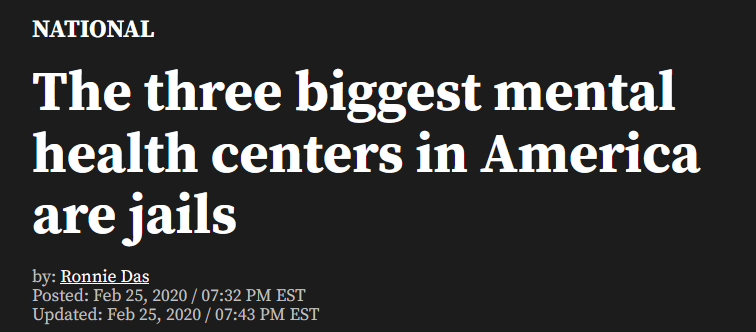 NATIONAL
The three biggest mental
health centers in America
are jails
by: Ronnie Das
Posted: Feb 25, 2020 / 07:32 PM EST
Updated: Feb 25, 2020 / 07:43 PM EST